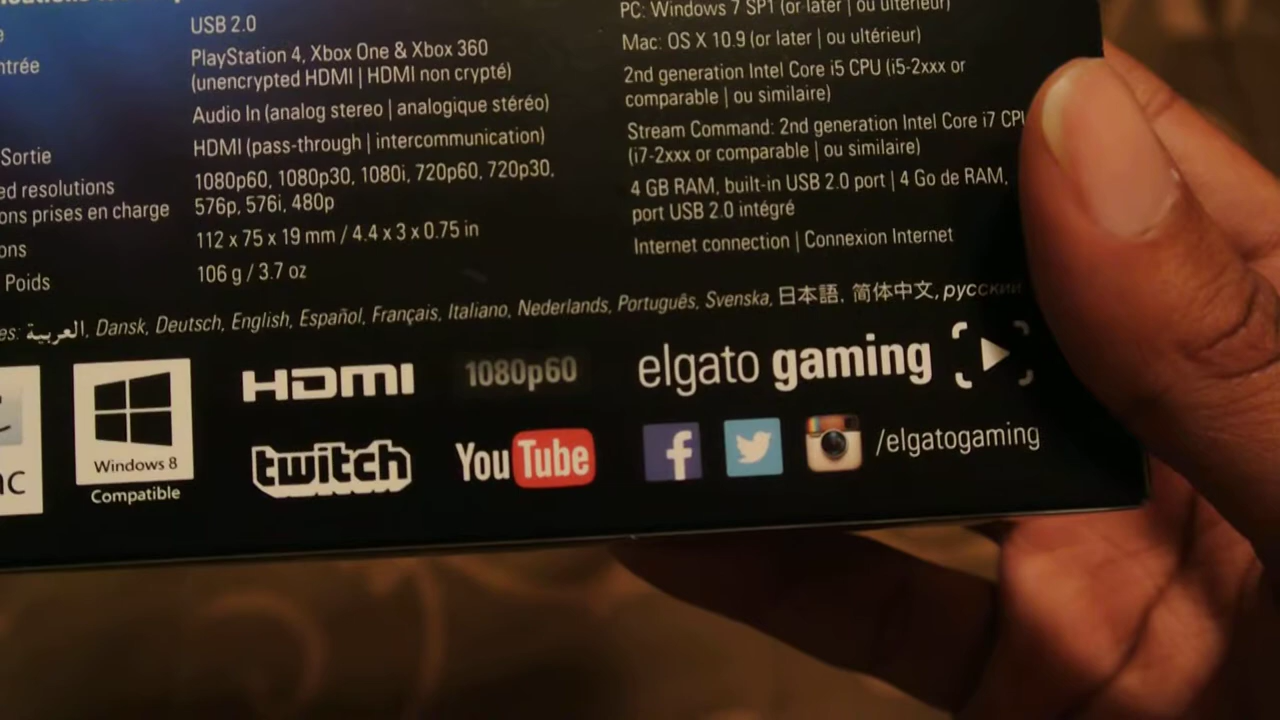 USB 2.0
PlayStation 4, Xbox One & Xbox 360
(unencrypted HDMI | HDMI non crypté)
Audio In (analog stereo | analogique stéréo)
Sortie
HDMI (pass-through | intercommunication)
ed resolutions
ons prises en charge
1080p60, 1080p30, 1080i, 720p60, 720p30,
576p, 576i, 480p
ons
112 x 75 x 19 mm / 4.4 x 3 x 0.75 in
Poids
106 g / 3.7 oz
PC: Windows 7 SP1 (or later | ou ultérieur)
Mac: OS X 10.9 (or later | ou ultérieur)
2nd generation Intel Core i5 CPU (i5-2xxx or
comparable | ou similaire)
Stream Command: 2nd generation Intel Core i7 CPU
(i7-2xxx or comparable | ou similaire)
4 GB RAM, built-in USB 2.0 port | 4 Go de RAM,
port USB 2.0 intégré
Internet connection | Connexion Internet
es: العربية, Dansk, Deutsch, English, Español, Français, Italiano, Nederlands, Português, Svenska, 日本語, 简体中文, русский
Windows 8
Compatible
HDMI
1080p60
elgato gaming
twitch
YouTube
/elgatogaming